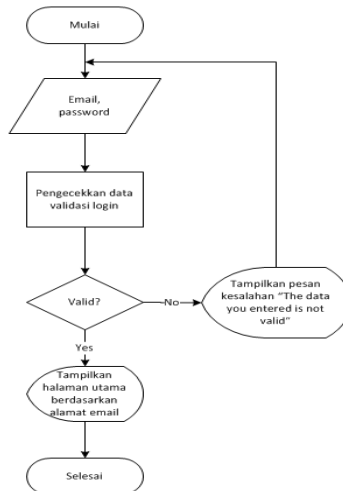 Mulai
Email,
password
Pengecekkan data
validasi login
Valid?
No
Tampilkan pesan
kesalahan "The data
you entered is not
valid"
Yes
Tampilkan
halaman utama
berdasarkan
alamat email
Selesai